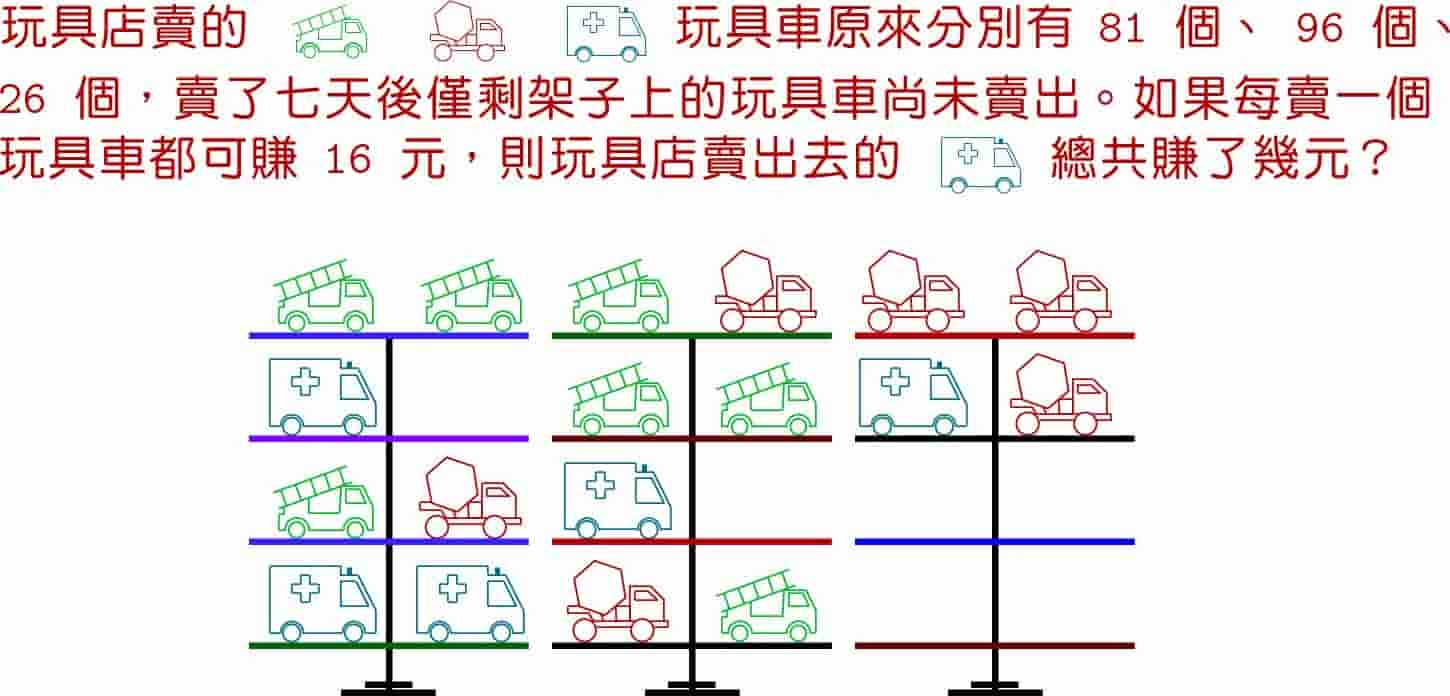 玩具店賣的 玩具車原來分別有 81 個、 96 個、
26 個，賣了七天後僅剩架子上的玩具車尚未賣出。如果每賣一個
玩具車都可賺 16 元，則玩具店賣出去的 總共賺了幾元？